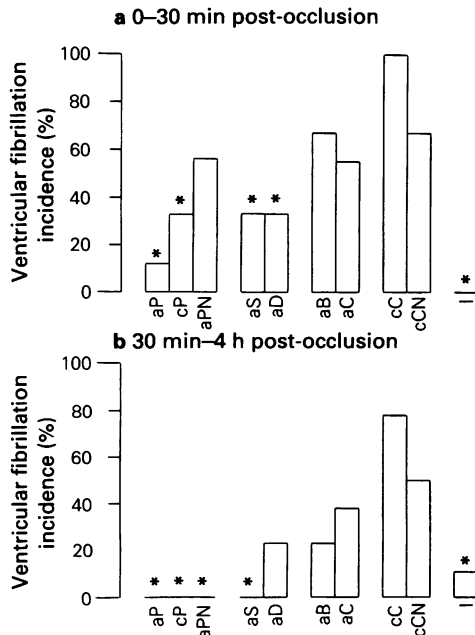 a 0–30 min post-occlusion
Ventricular fibrillation
incidence (%)
100
80
60
40
20
0
* * * * *
aP cP aPN aS aD aB aC cC cCN I
b 30 min–4 h post-occlusion
Ventricular fibrillation
incidence (%)
100
80
60
40
20
0
* * * * *
aP cP aPN aS aD aB aC cC cCN I